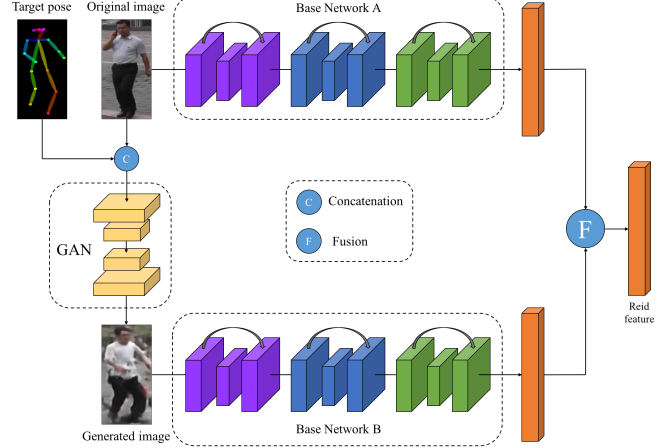 Target pose
Original image
Base Network A
C
GAN
C Concatenation
F Fusion
F
Reid
feature
Base Network B
Generated image